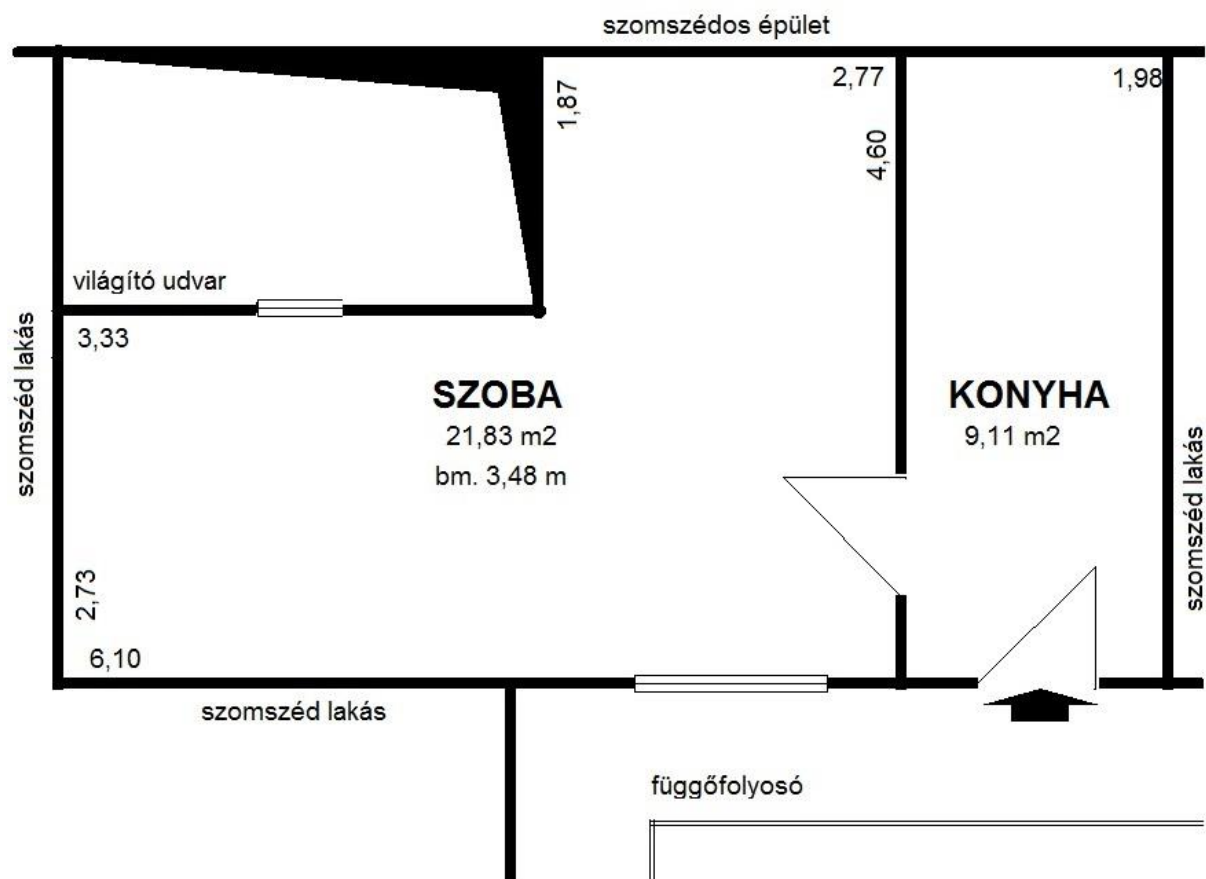 szomszédos épület
2,77
1,98
1,87
4,60
világító udvar
3,33
szomszéd lakás
SZOBA
21,83 m2
bm. 3,48 m
KONYHA
9,11 m2
szomszéd lakás
2,73
6,10
szomszéd lakás
függőfolyosó